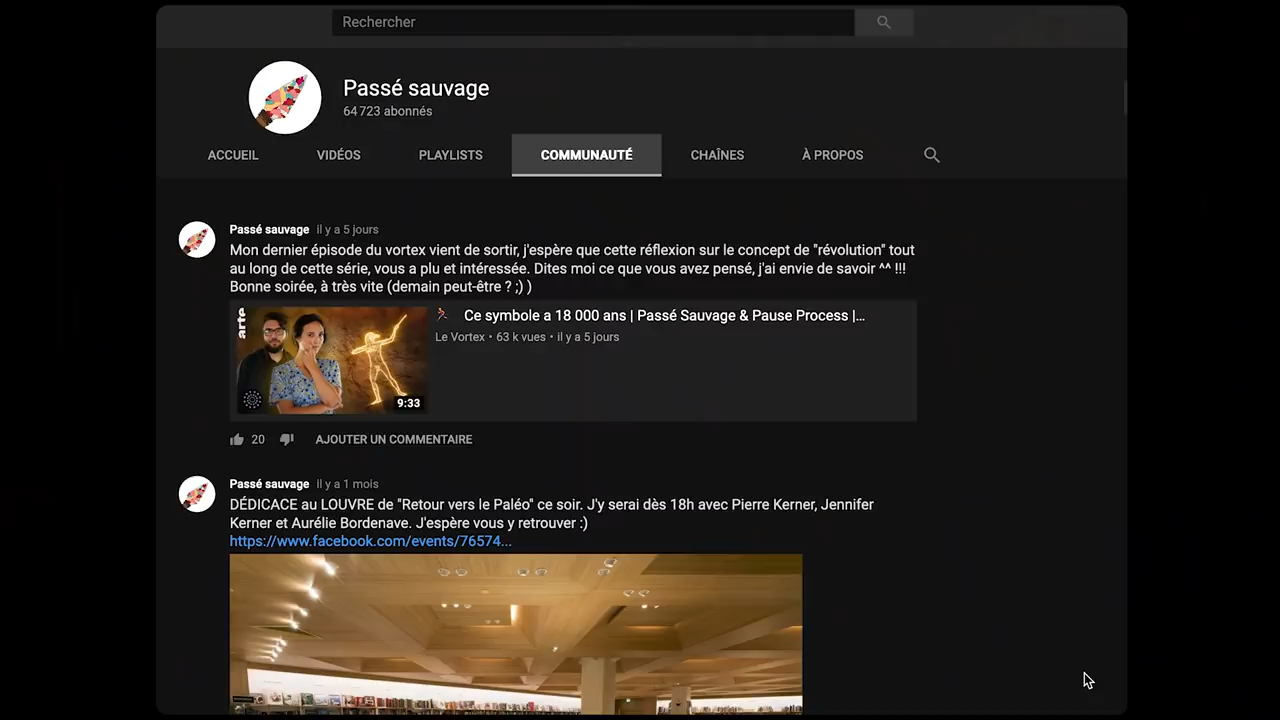 Rechercher
Passé sauvage
64 723 abonnés
ACCUEIL
VIDÉOS
PLAYLISTS
COMMUNAUTÉ
CHAÎNES
À PROPOS
Passé sauvage il y a 5 jours
Mon dernier épisode du vortex vient de sortir, j'espère que cette réflexion sur le concept de "révolution" tout
au long de cette série, vous a plu et intéressée. Dites moi ce que vous avez pensé, j'ai envie de savoir ^^ !!!
Bonne soirée, à très vite (demain peut-être ? ;) )
arte
9:33
Ce symbole a 18 000 ans | Passé Sauvage & Pause Process |...
Le Vortex • 63 k vues • il y a 5 jours
20
AJOUTER UN COMMENTAIRE
Passé sauvage il y a 1 mois
DÉDICACE au LOUVRE de "Retour vers le Paléo" ce soir. J'y serai dès 18h avec Pierre Kerner, Jennifer
Kerner et Aurélie Bordenave. J'espère vous y retrouver :)
https://www.facebook.com/events/76574...